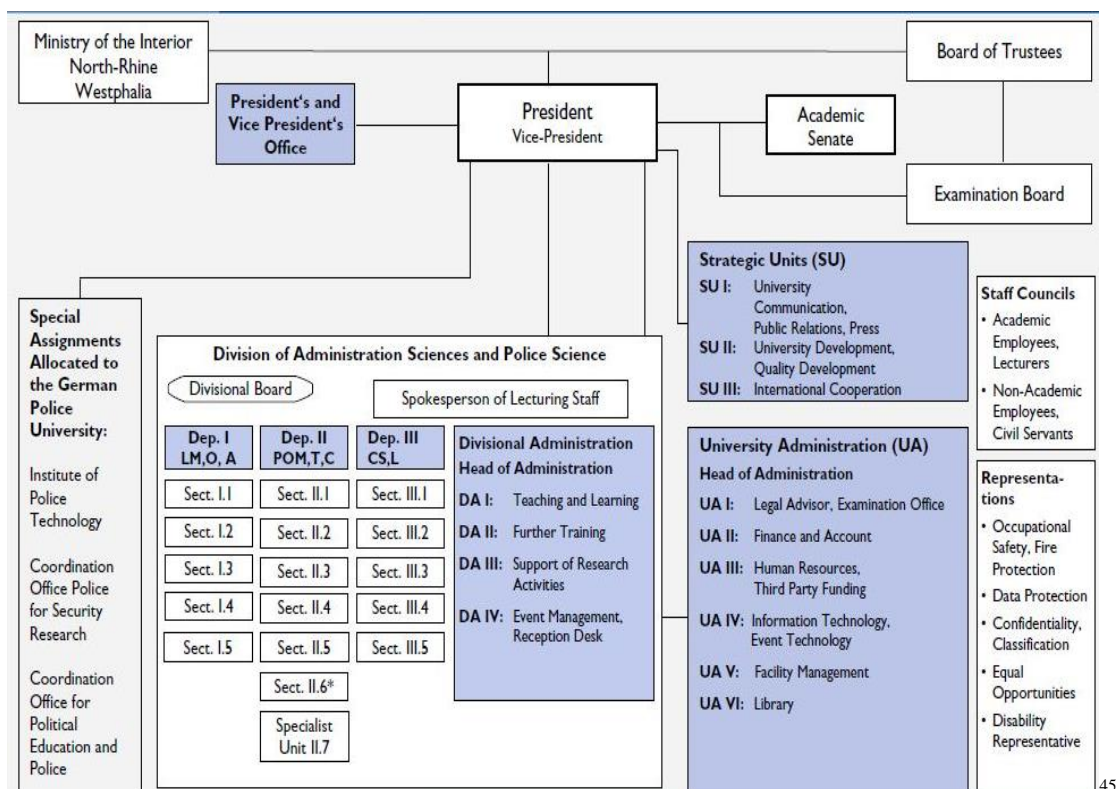 Ministry of the Interior
North-Rhine
Westphalia
Board of Trustees
President's and
Vice President's
Office
President
Vice-President
Academic
Senate
Examination Board
Special
Assignments
Allocated to
the German
Police
University:
Institute of
Police
Technology
Coordination
Office Police
for Security
Research
Coordination
Office for
Political
Education and
Police
Division of Administration Sciences and Police Science
Divisional Board
Spokesperson of Lecturing Staff
Dep. I
LM,O, A
Sect. I.1
Sect. I.2
Sect. I.3
Sect. I.4
Sect. I.5
Dep. II
POM,T,C
Sect. II.1
Sect. II.2
Sect. II.3
Sect. II.4
Sect. II.5
Sect. II.6*
Specialist
Unit II.7
Dep. III
CS,L
Sect. III.1
Sect. III.2
Sect. III.3
Sect. III.4
Sect. III.5
Divisional Administration
Head of Administration
DA I: Teaching and Learning
DA II: Further Training
DA III: Support of Research
Activities
DA IV: Event Management,
Reception Desk
Strategic Units (SU)
SU I: University
Communication,
Public Relations, Press
SU II: University Development,
Quality Development
SU III: International Cooperation
University Administration (UA)
Head of Administration
UA I: Legal Advisor, Examination Office
UA II: Finance and Account
UA III: Human Resources,
Third Party Funding
UA IV: Information Technology,
Event Technology
UA V: Facility Management
UA VI: Library
Staff Councils
• Academic
Employees,
Lecturers
• Non-Academic
Employees,
Civil Servants
Representa-
tions
• Occupational
Safety, Fire
Protection
• Data Protection
• Confidentiality,
Classification
• Equal
Opportunities
• Disability
Representative
45